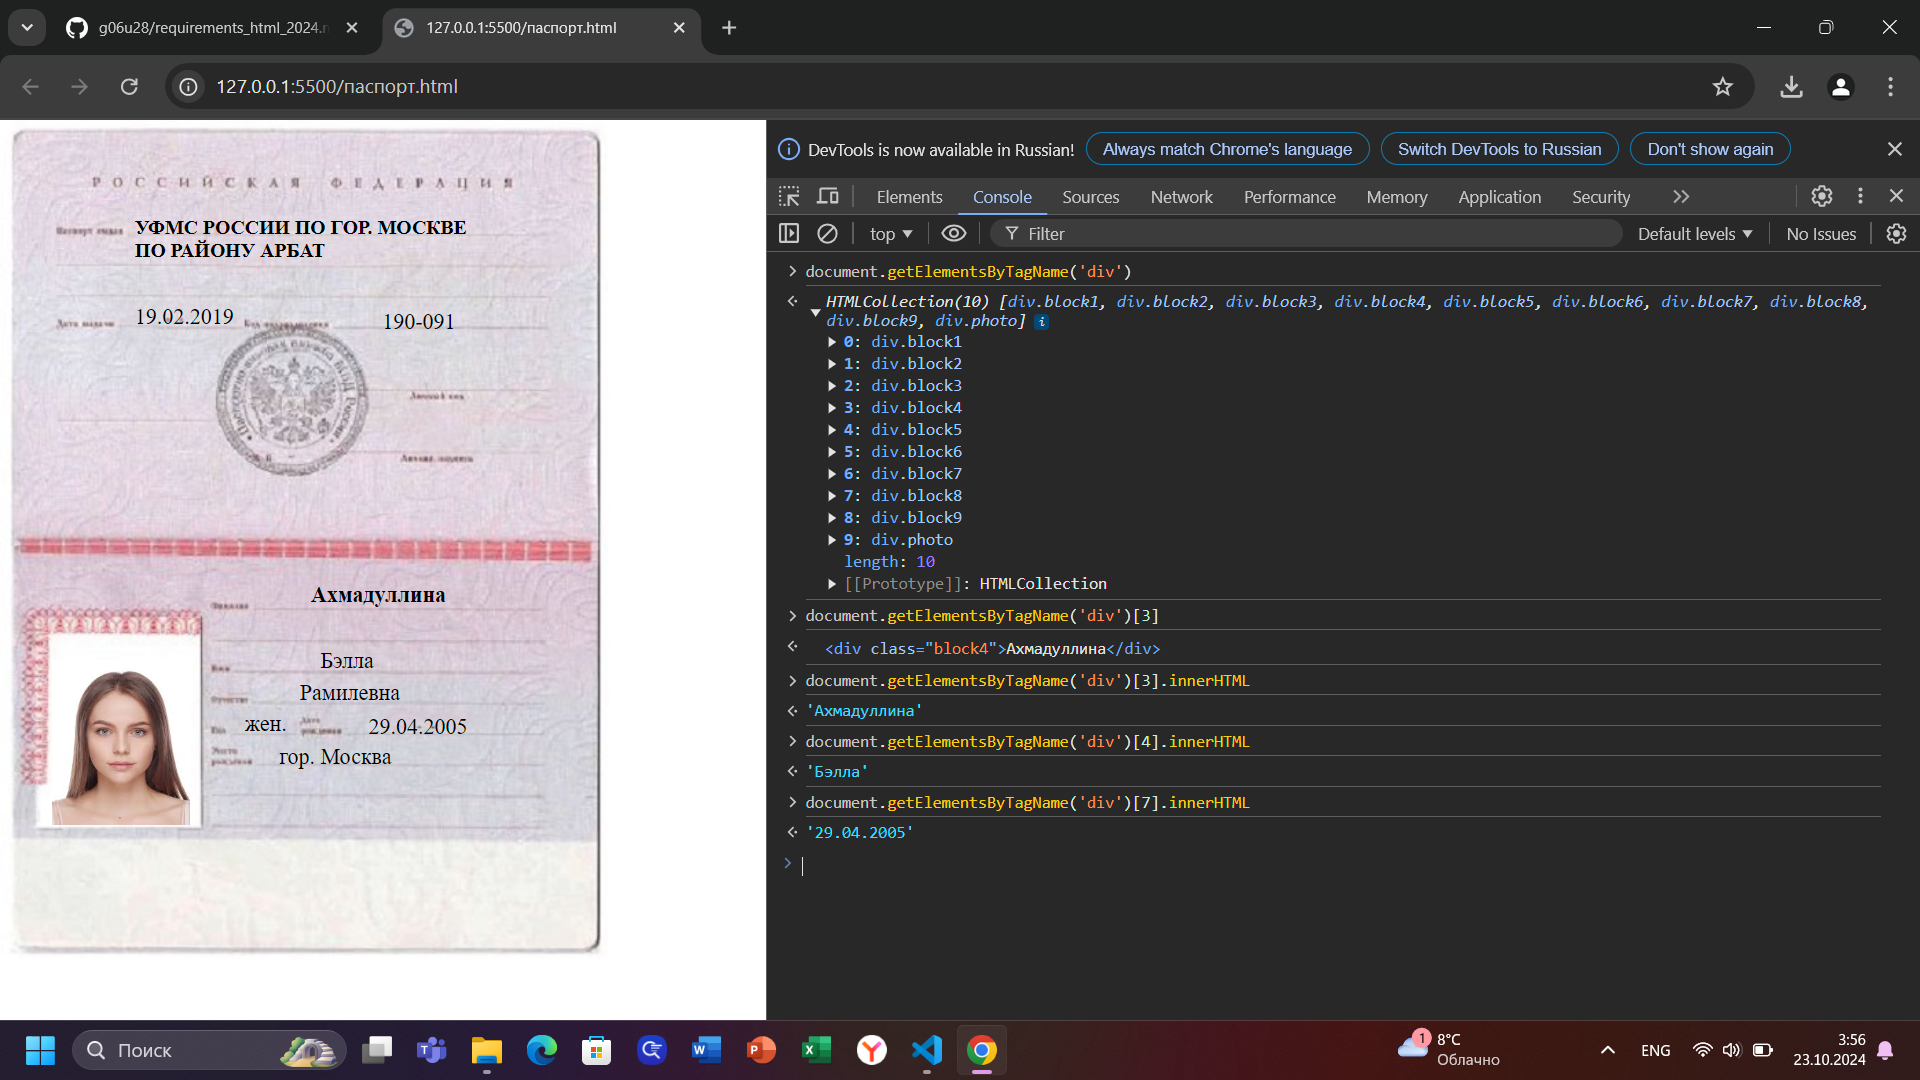 g06u28/requirements_html_2024.
127.0.0.1:5500/паспорт.html
127.0.0.1:5500/паспорт.html
РОССИЙСКАЯ ФЕДЕРАЦИЯ
Паспорт выдан
УФМС РОССИИ ПО ГОР. МОСКВЕ
ПО РАЙОНУ АРБАТ
Дата выдачи 19.02.2019 Код подразделения 190-091
Личный код
Личная подпись
Фамилия Ахмадуллина
Имя Бэлла
Отчество Рамилевна
Пол жен. Дата рождения 29.04.2005
Место рождения гор. Москва
DevTools is now available in Russian! Always match Chrome's language Switch DevTools to Russian Don't show again
Elements Console Sources Network Performance Memory Application Security
top Filter Default levels No Issues
document.getElementsByTagName('div')
HTMLCollection(10) [div.block1, div.block2, div.block3, div.block4, div.block5, div.block6, div.block7, div.block8,
div.block9, div.photo] i
0: div.block1
1: div.block2
2: div.block3
3: div.block4
4: div.block5
5: div.block6
6: div.block7
7: div.block8
8: div.block9
9: div.photo
length: 10
[[Prototype]]: HTMLCollection
document.getElementsByTagName('div')[3]
<div class="block4">Ахмадуллина</div>
document.getElementsByTagName('div')[3].innerHTML
'Ахмадуллина'
document.getElementsByTagName('div')[4].innerHTML
'Бэлла'
document.getElementsByTagName('div')[7].innerHTML
'29.04.2005'
Поиск
1 8°C
Облачно
ENG
3:56
23.10.2024